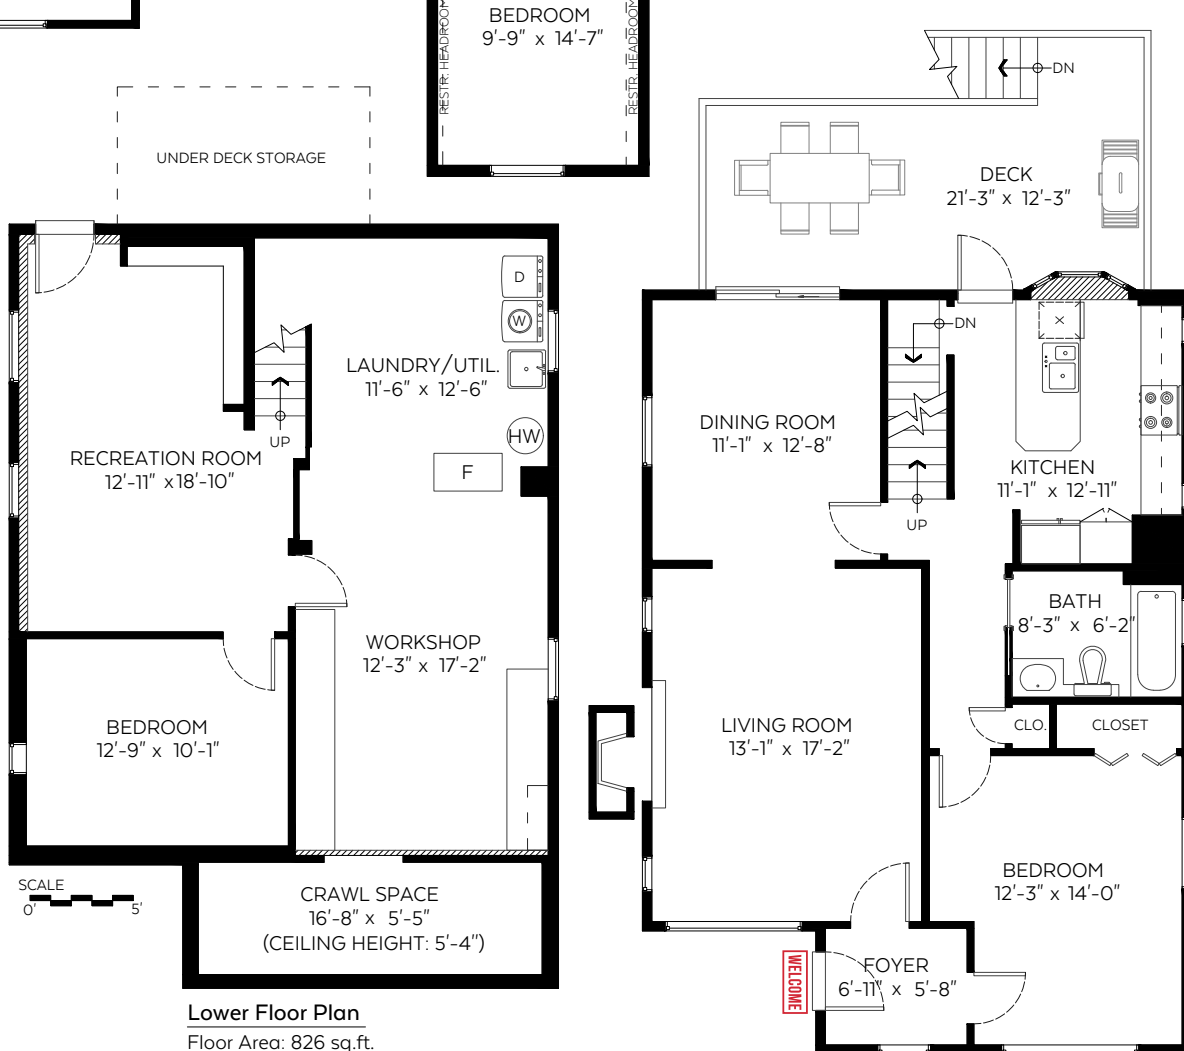 BEDROOM
9'-9" x 14'-7"
RESTR. HEADROOM
RESTR. HEADROOM
UNDER DECK STORAGE
DN
DECK
21'-3" x 12'-3"
D
W
LAUNDRY/UTIL.
11'-6" x 12'-6"
HW
F
UP
RECREATION ROOM
12'-11" x18'-10"
WORKSHOP
12'-3" x 17'-2"
BEDROOM
12'-9" x 10'-1"
SCALE
0' 5'
CRAWL SPACE
16'-8" x 5'-5"
(CEILING HEIGHT: 5'-4")
Lower Floor Plan
Floor Area: 826 sq.ft.
DN
DINING ROOM
11'-1" x 12'-8"
X
KITCHEN
11'-1" x 12'-11"
UP
BATH
8'-3" x 6'-2"
CLO.
CLOSET
LIVING ROOM
13'-1" x 17'-2"
BEDROOM
12'-3" x 14'-0"
FOYER
6'-11" x 5'-8"
WELCOME